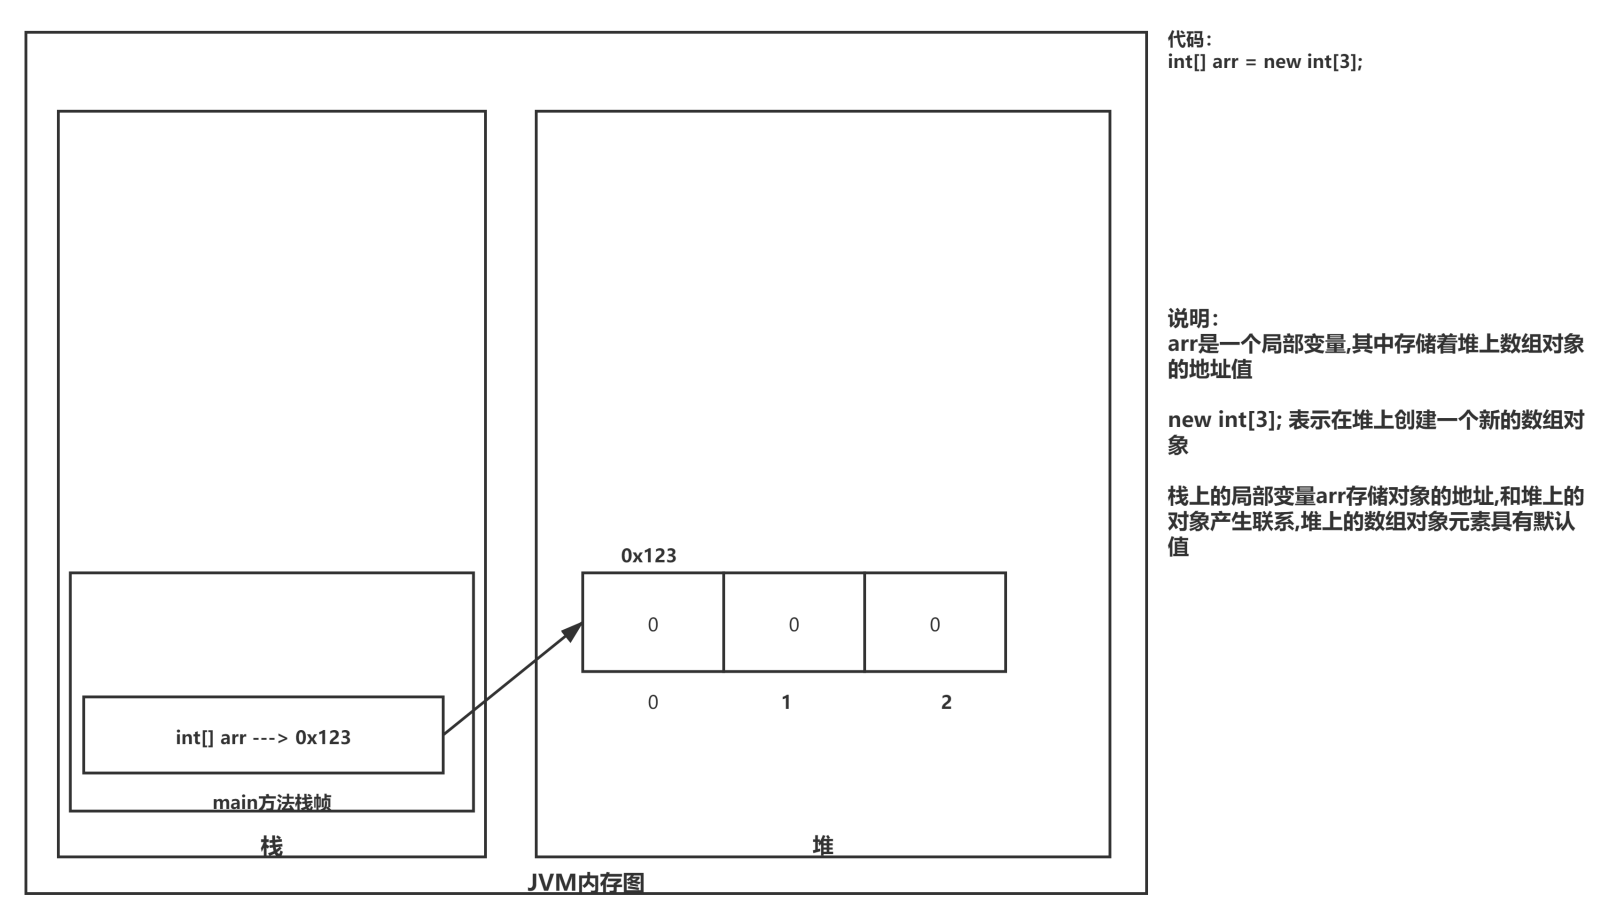 代码：
int[] arr = new int[3];
说明：
arr是一个局部变量,其中存储着堆上数组对象
的地址值
new int[3]; 表示在堆上创建一个新的数组对
象
栈上的局部变量arr存储对象的地址,和堆上的
对象产生联系,堆上的数组对象元素具有默认
值
0x123
0 0 0
0 1 2
int[] arr ---> 0x123
main方法栈帧
栈
堆
JVM内存图